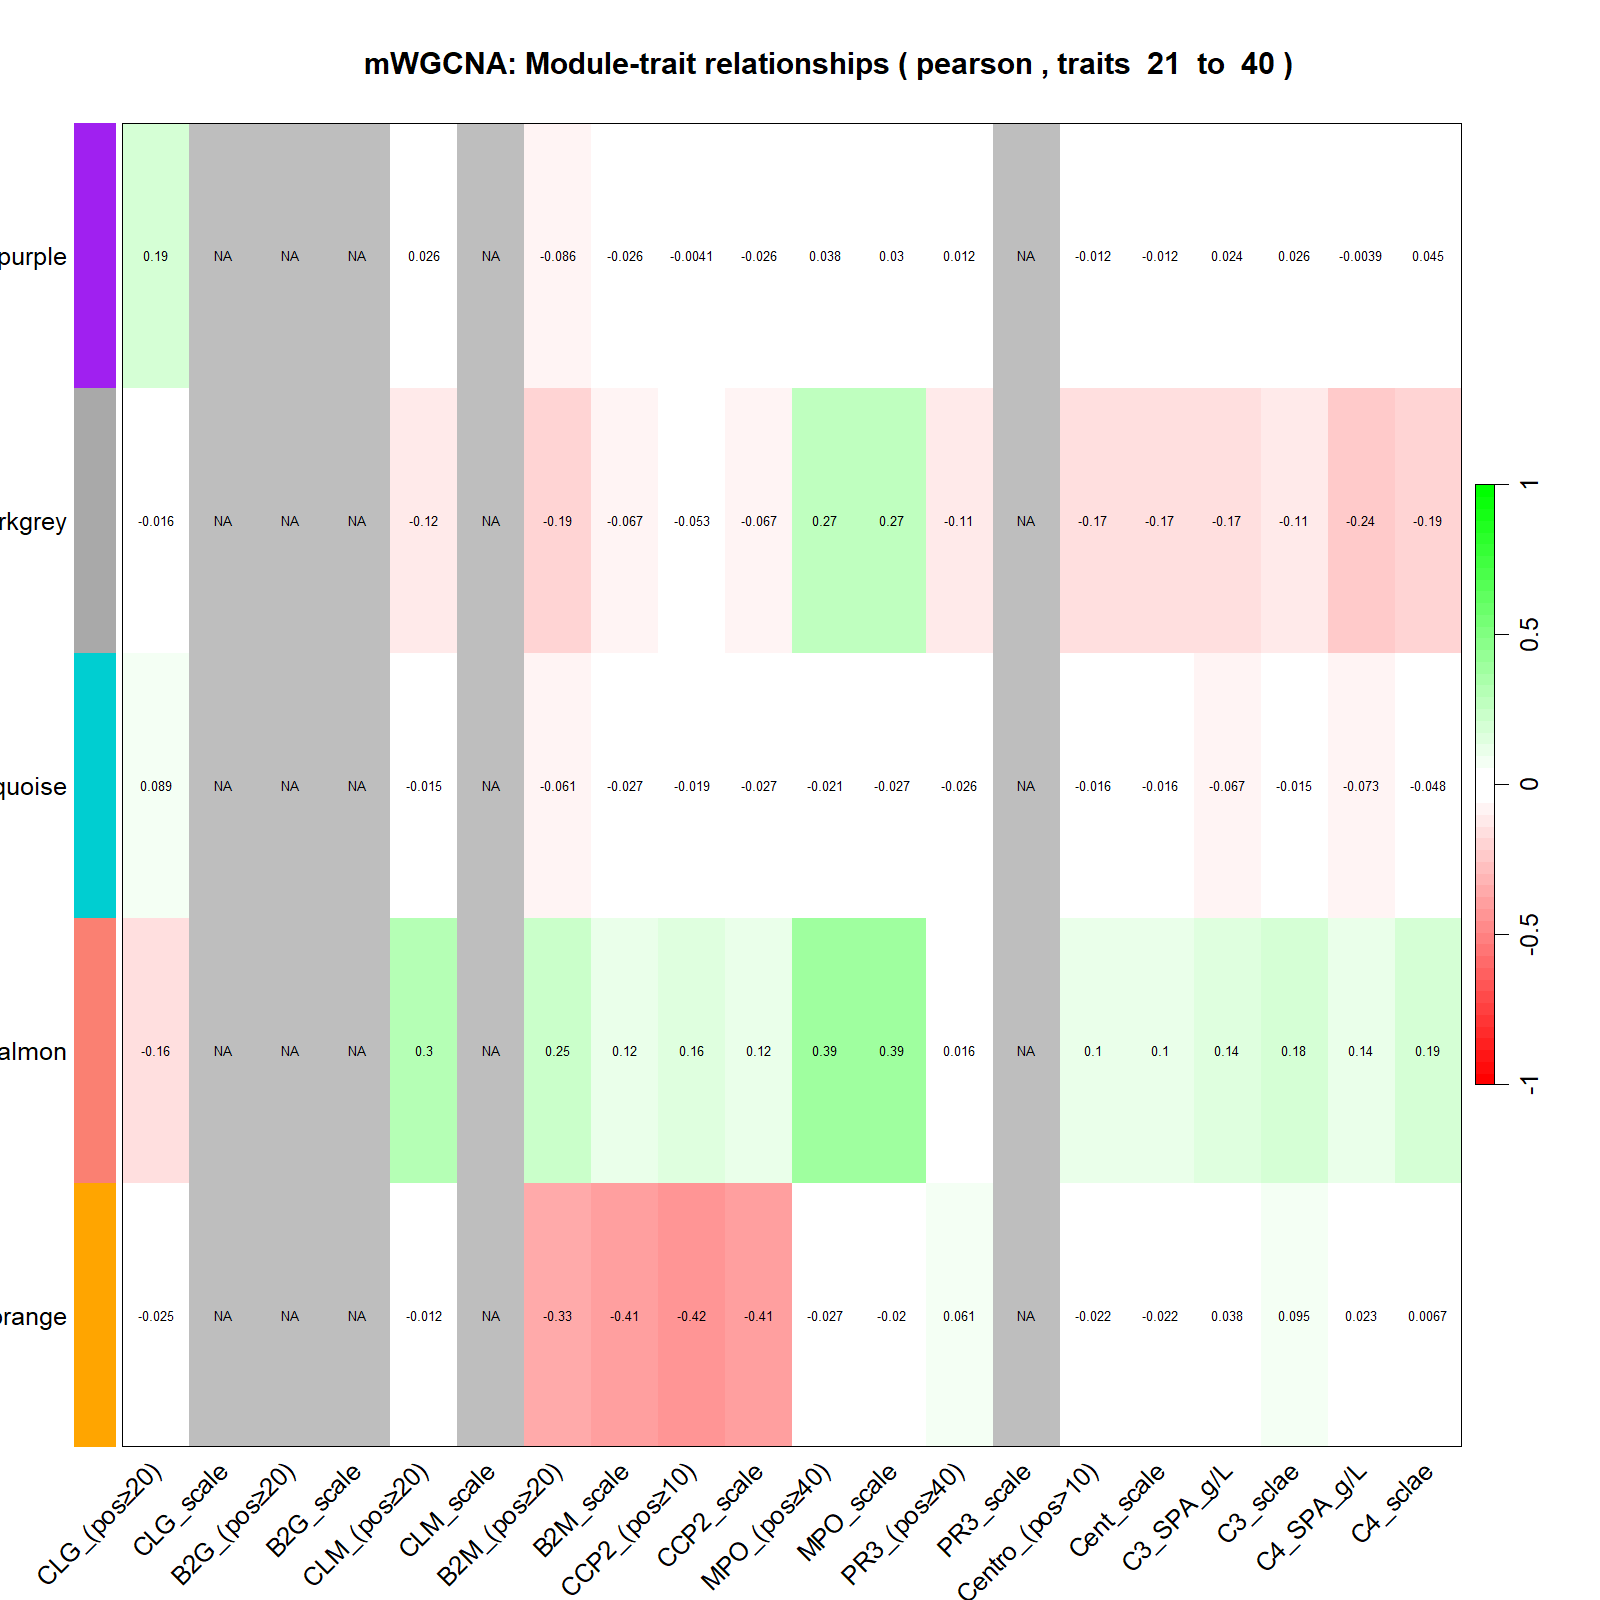 mWGCNA: Module-trait relationships ( pearson , traits 21 to 40 )
purple 0.19 NA NA NA 0.026 NA -0.086 -0.026 -0.0041 -0.026 0.038 0.03 0.012 NA -0.012 -0.012 0.024 0.026 -0.0039 0.045
rkgrey -0.016 NA NA NA -0.12 NA -0.19 -0.067 -0.053 -0.067 0.27 0.27 -0.11 NA -0.17 -0.17 -0.17 -0.11 -0.24 -0.19
quoise 0.089 NA NA NA -0.015 NA -0.061 -0.027 -0.019 -0.027 -0.021 -0.027 -0.026 NA -0.016 -0.016 -0.067 -0.015 -0.073 -0.048
almon -0.16 NA NA NA 0.3 NA 0.25 0.12 0.16 0.12 0.39 0.39 0.016 NA 0.1 0.1 0.14 0.18 0.14 0.19
orange -0.025 NA NA NA -0.012 NA -0.33 -0.41 -0.42 -0.41 -0.027 -0.02 0.061 NA -0.022 -0.022 0.038 0.095 0.023 0.0067
CLG_(pos≥20)
CLG_scale
B2G_(pos≥20)
B2G_scale
CLM_(pos≥20)
CLM_scale
B2M_(pos≥20)
B2M_scale
CCP2_(pos≥10)
CCP2_scale
MPO_(pos≥40)
MPO_scale
PR3_(pos≥40)
PR3_scale
Centro_(pos>10)
Cent_scale
C3_SPA_g/L
C3_sclae
C4_SPA_g/L
C4_sclae
1
0.5
0
-0.5
-1